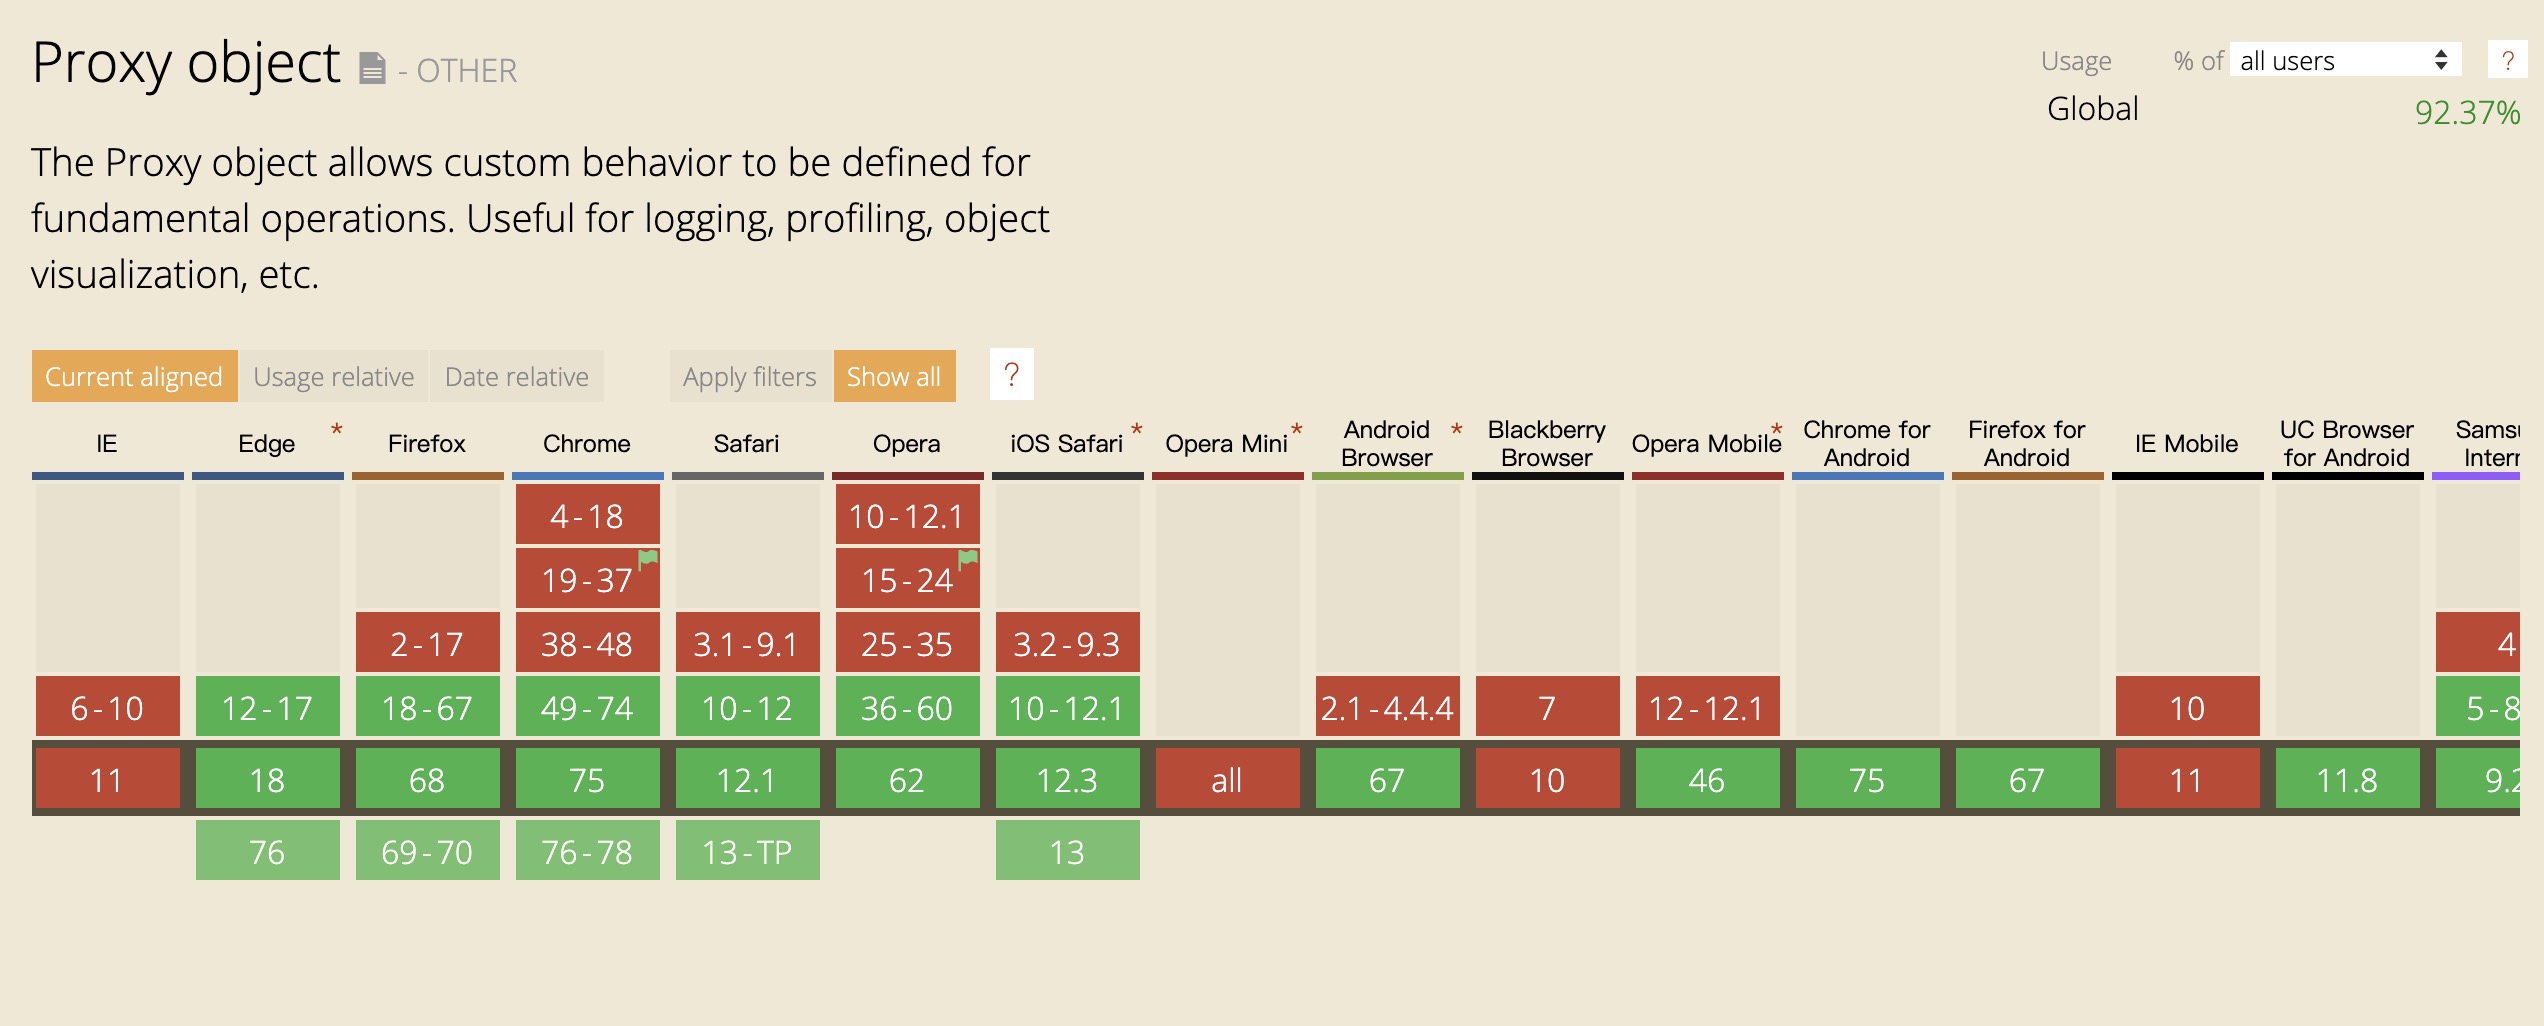 Proxy object - OTHER
Usage % of all users ?
Global 92.37%
The Proxy object allows custom behavior to be defined for
fundamental operations. Useful for logging, profiling, object
visualization, etc.
Current aligned Usage relative Date relative Apply filters Show all ?
IE Edge * Firefox Chrome Safari Opera iOS Safari * Opera Mini * Android Browser * Blackberry Browser Opera Mobile * Chrome for Android Firefox for Android IE Mobile UC Browser for Android
4-18 10-12.1
19-37 15-24
2-17 38-48 3.1-9.1 25-35 3.2-9.3 4
6-10 12-17 18-67 49-74 10-12 36-60 10-12.1 2.1-4.4.4 7 12-12.1 10 5-8
11 18 68 75 12.1 62 12.3 all 67 10 46 75 67 11 11.8 9.2
76 69-70 76-78 13-TP 13